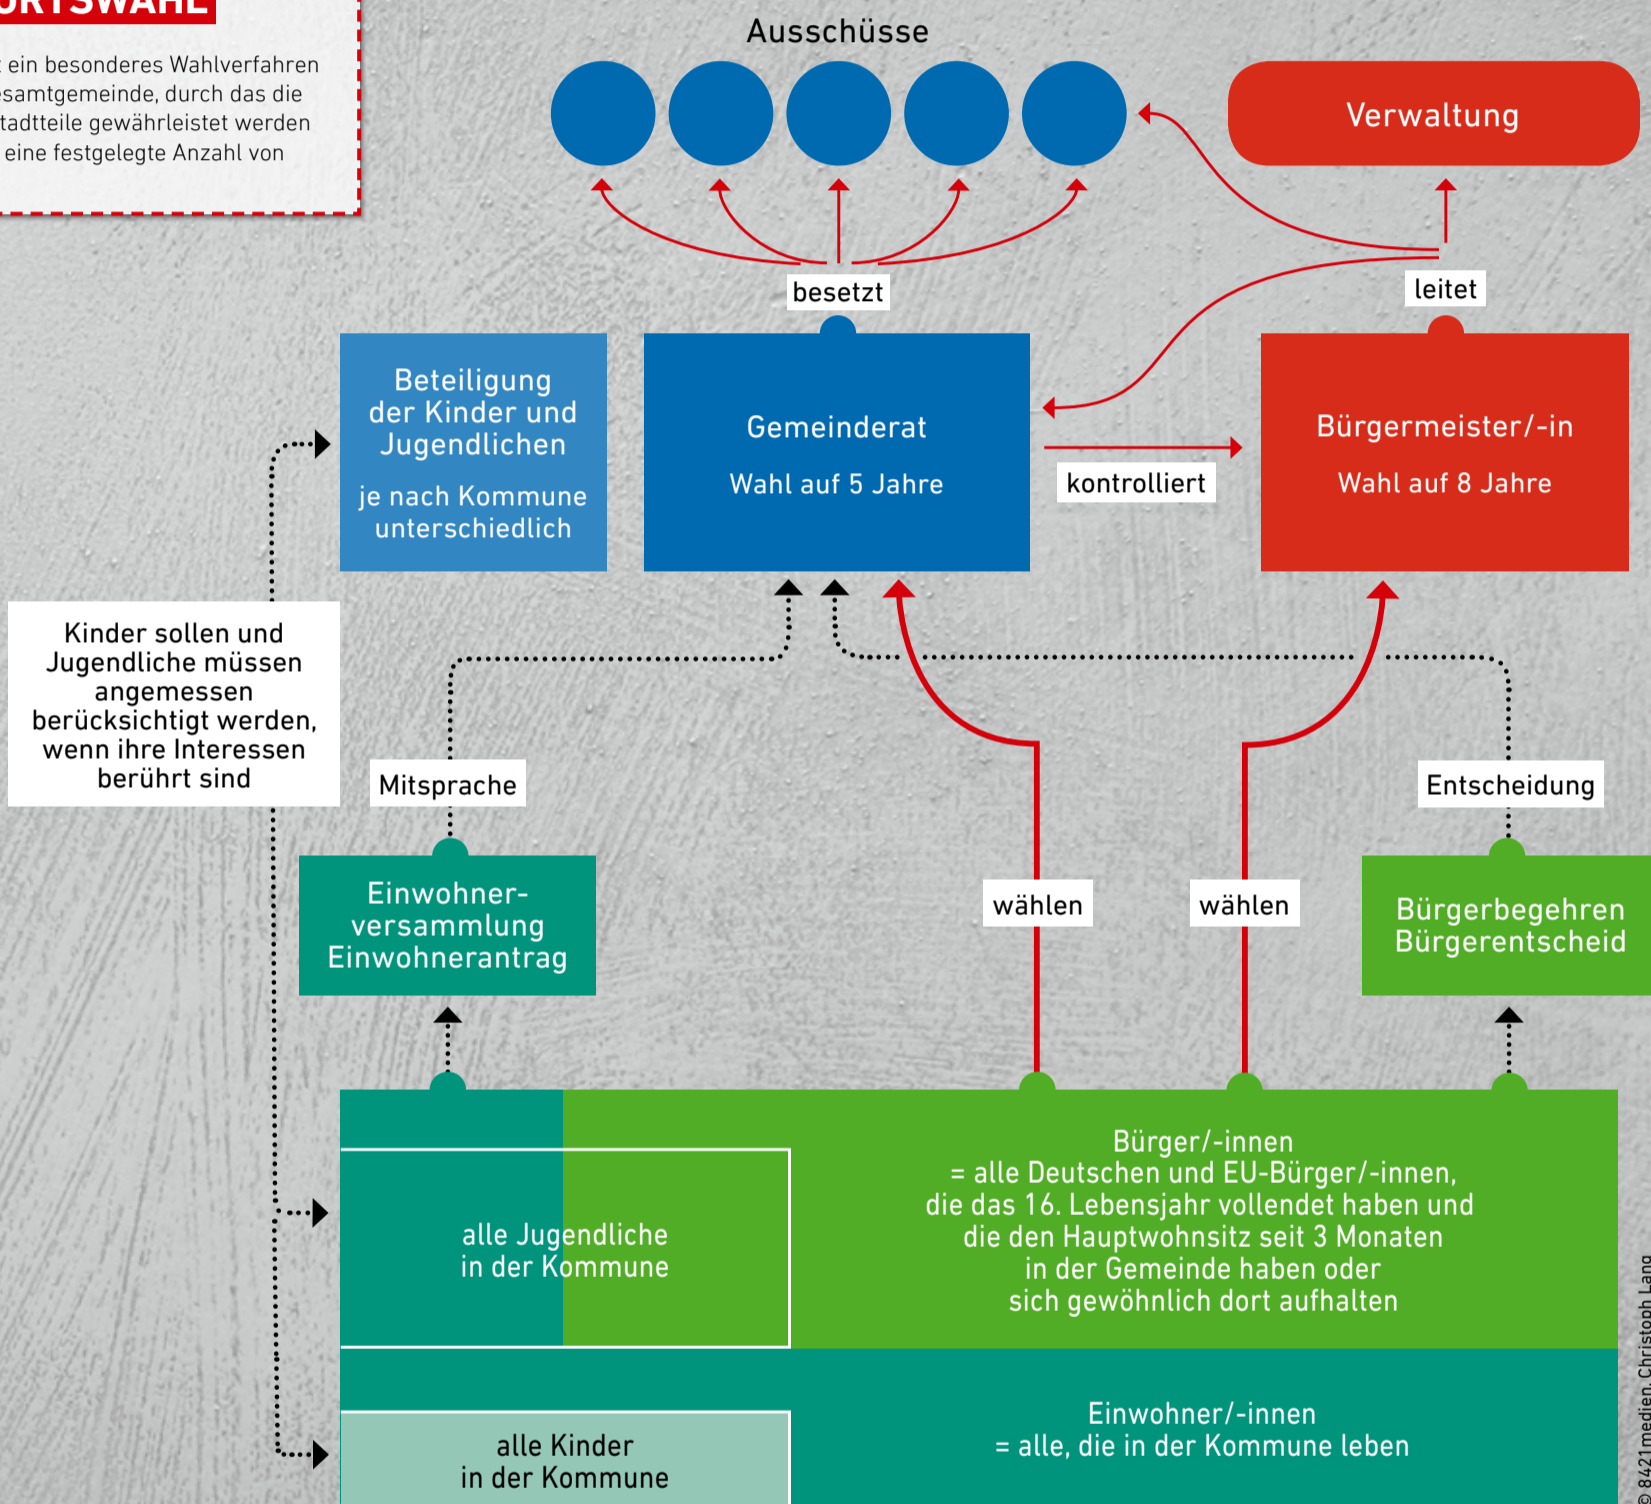 ein besonderes Wahlverfahren
durch das die
gewährleistet werden
eine festgelegte Anzahl von
Ausschüsse
Verwaltung
besetzt
leitet
Beteiligung
der Kinder und
Jugendlichen
je nach Kommune
unterschiedlich
Gemeinderat
Wahl auf 5 Jahre
kontrolliert
Bürgermeister/-in
Wahl auf 8 Jahre
Kinder sollen und
Jugendliche müssen
angemessen
berücksichtigt werden,
wenn ihre Interessen
berührt sind
Mitsprache
Entscheidung
Einwohner-
versammlung
Einwohnerantrag
wählen
wählen
Bürgerbegehren
Bürgerentscheid
alle Jugendliche
in der Kommune
Bürger/-innen
= alle Deutschen und EU-Bürger/-innen,
die das 16. Lebensjahr vollendet haben und
die den Hauptwohnsitz seit 3 Monaten
in der Gemeinde haben oder
sich gewöhnlich dort aufhalten
alle Kinder
in der Kommune
Einwohner/-innen
= alle, die in der Kommune leben
© 8421medien, Christoph Lang